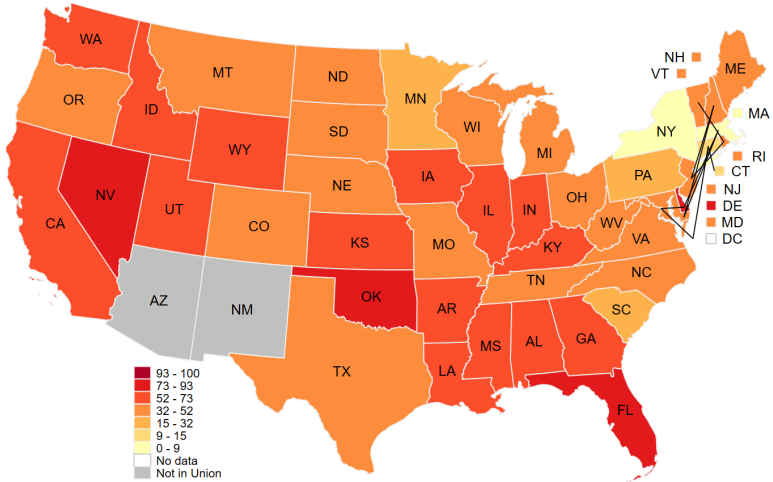 NH
VT
ME
WA
MT
ND
MN
OR
ID
WI
SD
MI
NY
MA
WY
RI
CT
PA
IA
NE
NJ
DE
MD
DC
NV
UT
CO
IL
IN
OH
WV
VA
CA
KS
MO
KY
NC
TN
AZ
NM
OK
AR
SC
MS
AL
GA
TX
LA
FL
93 - 100
73 - 93
52 - 73
32 - 52
15 - 32
9 - 15
0 - 9
No data
Not in Union